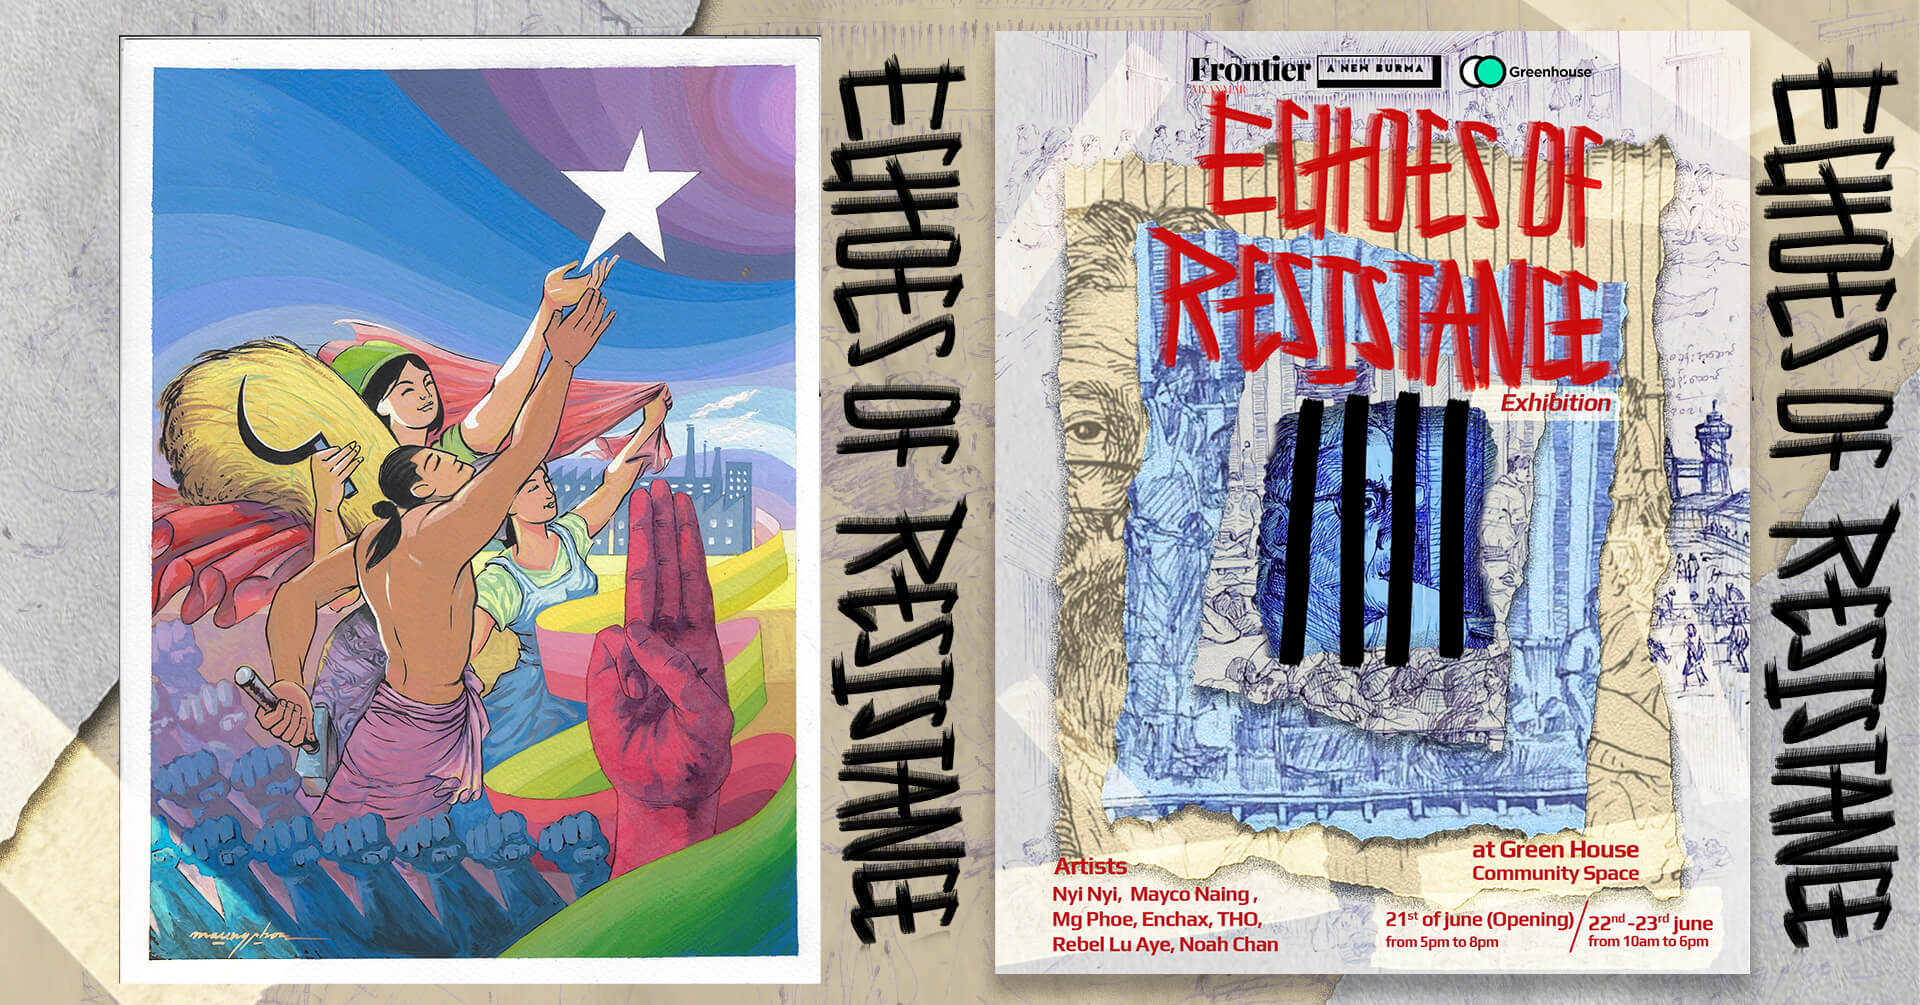 maungphoe
ECHOES OF RESISTANCE
Frontier
MYANMAR
A NEW BURMA
Greenhouse
ECHOES OF
RESISTANCE
Exhibition
Artists
Nyi Nyi, Mayco Naing ,
Mg Phoe, Enchax, THO,
Rebel Lu Aye, Noah Chan
at Green House
Community Space
21st of june (Opening) / 22nd -23rd june
from 5pm to 8pm from 10am to 6pm
ECHOES OF RESISTANCE